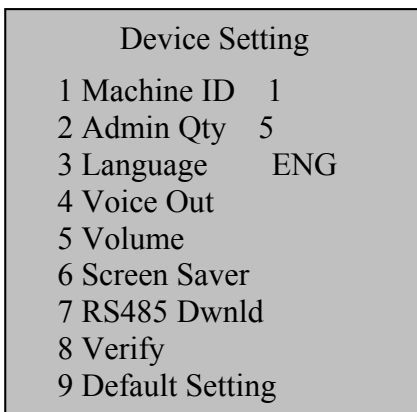 Device Setting
1 Machine ID 1
2 Admin Qty 5
3 Language ENG
4 Voice Out
5 Volume
6 Screen Saver
7 RS485 Dwnld
8 Verify
9 Default Setting